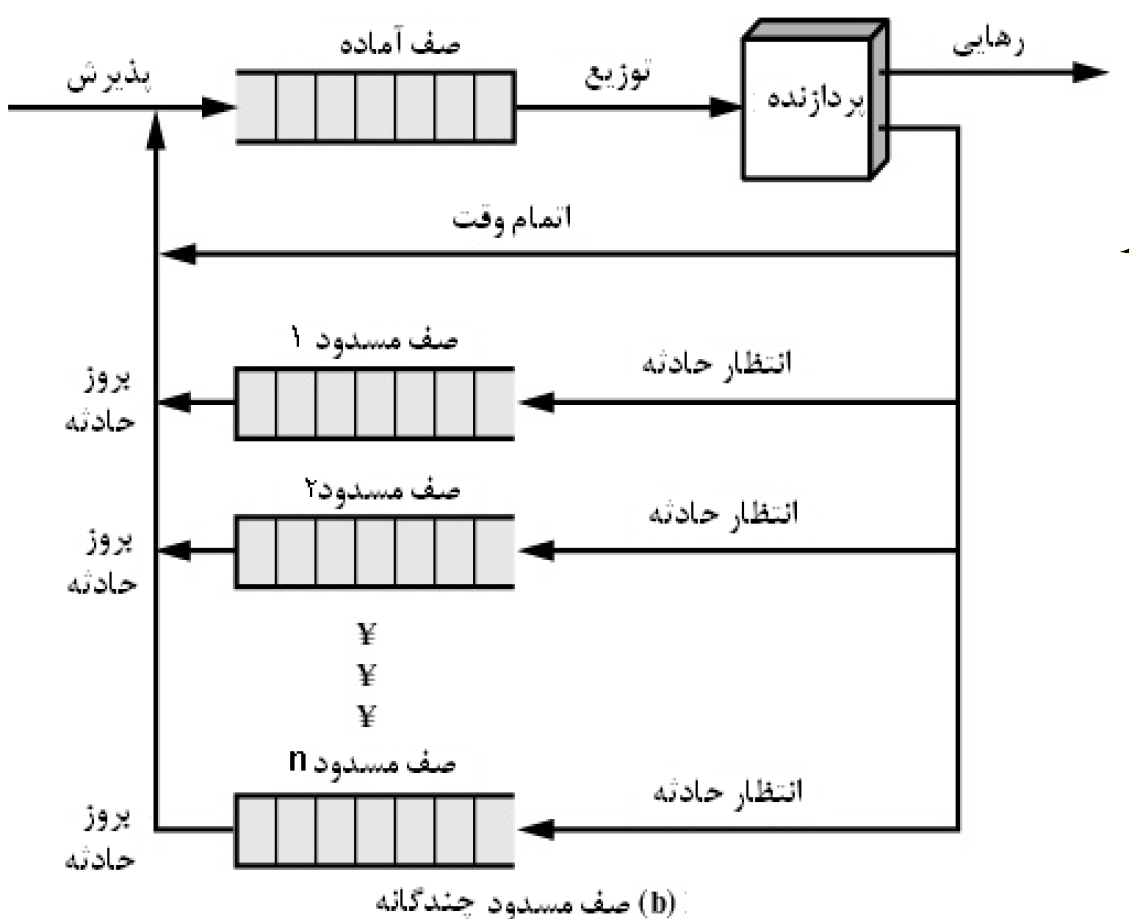 صف آماده
رهایی
پذیرش
توزیع
پردازنده
اتمام وقت
صف مسدود ۱
انتظار حادثه
بروز
حادثه
صف مسدود۲
انتظار حادثه
بروز
حادثه
¥
¥
¥
صف مسدود n
انتظار حادثه
بروز
حادثه
(b) صف مسدود چندگانه